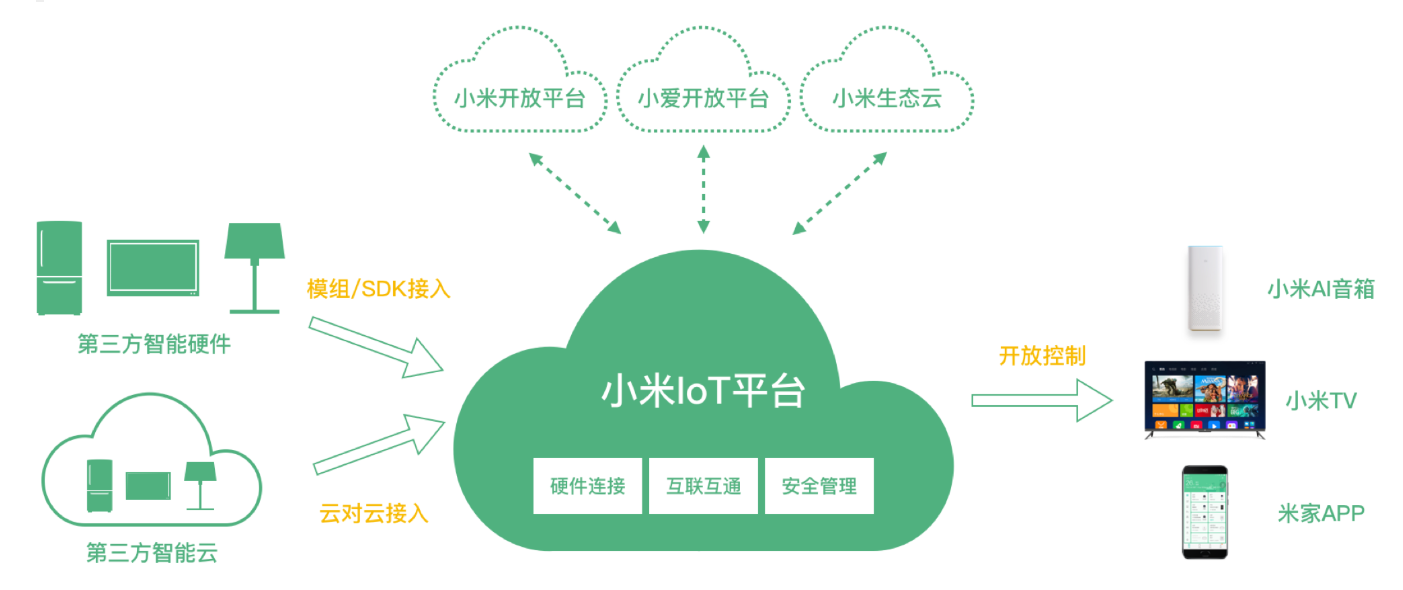 小米开放平台
小爱开放平台
小米生态云
模组/SDK接入
第三方智能硬件
小米IoT平台
硬件连接
互联互通
安全管理
云对云接入
第三方智能云
开放控制
小米AI音箱
小米TV
米家APP